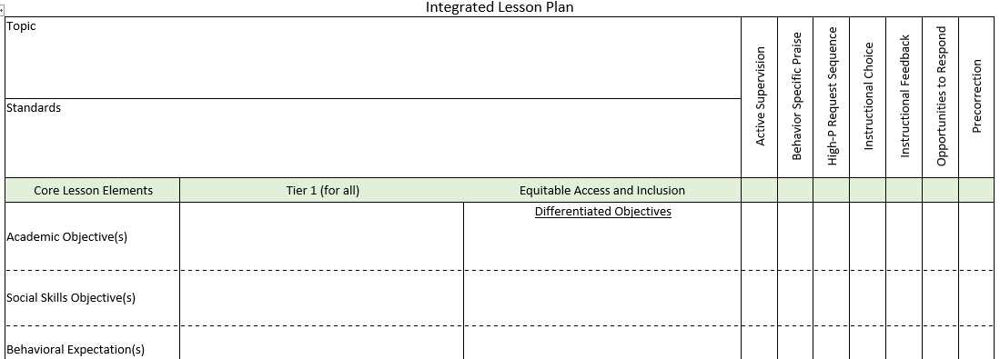 Integrated Lesson Plan
Topic
Standards
Active Supervision
Behavior Specific Praise
High-P Request Sequence
Instructional Choice
Instructional Feedback
Opportunities to Respond
Precorrection
Core Lesson Elements
Tier 1 (for all)
Equitable Access and Inclusion
Differentiated Objectives
Academic Objective(s)
Social Skills Objective(s)
Behavioral Expectation(s)